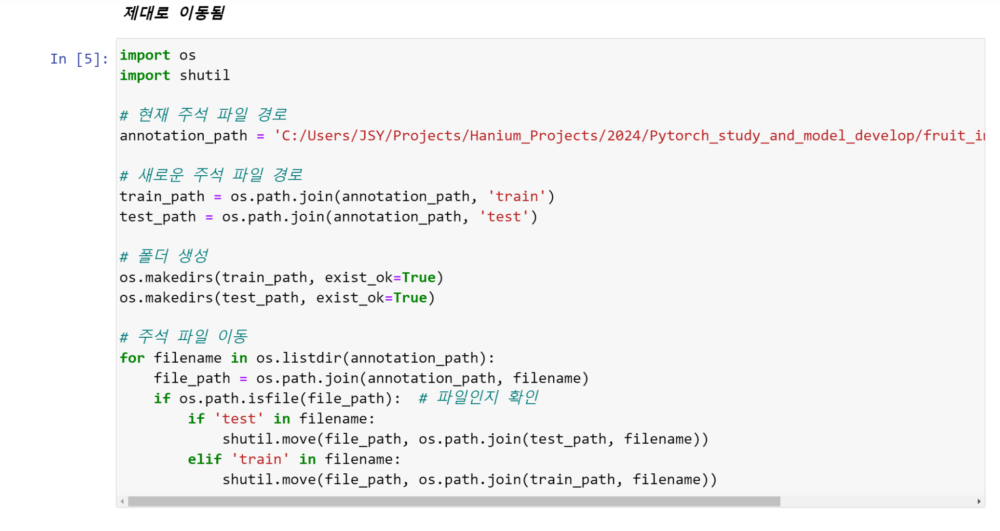 제대로 이동됨
In [5]:
import os
import shutil

# 현재 주석 파일 경로
annotation_path = 'C:/Users/JSY/Projects/Hanium_Projects/2024/Pytorch_study_and_model_develop/fruit_i

# 새로운 주석 파일 경로
train_path = os.path.join(annotation_path, 'train')
test_path = os.path.join(annotation_path, 'test')

# 폴더 생성
os.makedirs(train_path, exist_ok=True)
os.makedirs(test_path, exist_ok=True)

# 주석 파일 이동
for filename in os.listdir(annotation_path):
    file_path = os.path.join(annotation_path, filename)
    if os.path.isfile(file_path):  # 파일인지 확인
        if 'test' in filename:
            shutil.move(file_path, os.path.join(test_path, filename))
        elif 'train' in filename:
            shutil.move(file_path, os.path.join(train_path, filename))